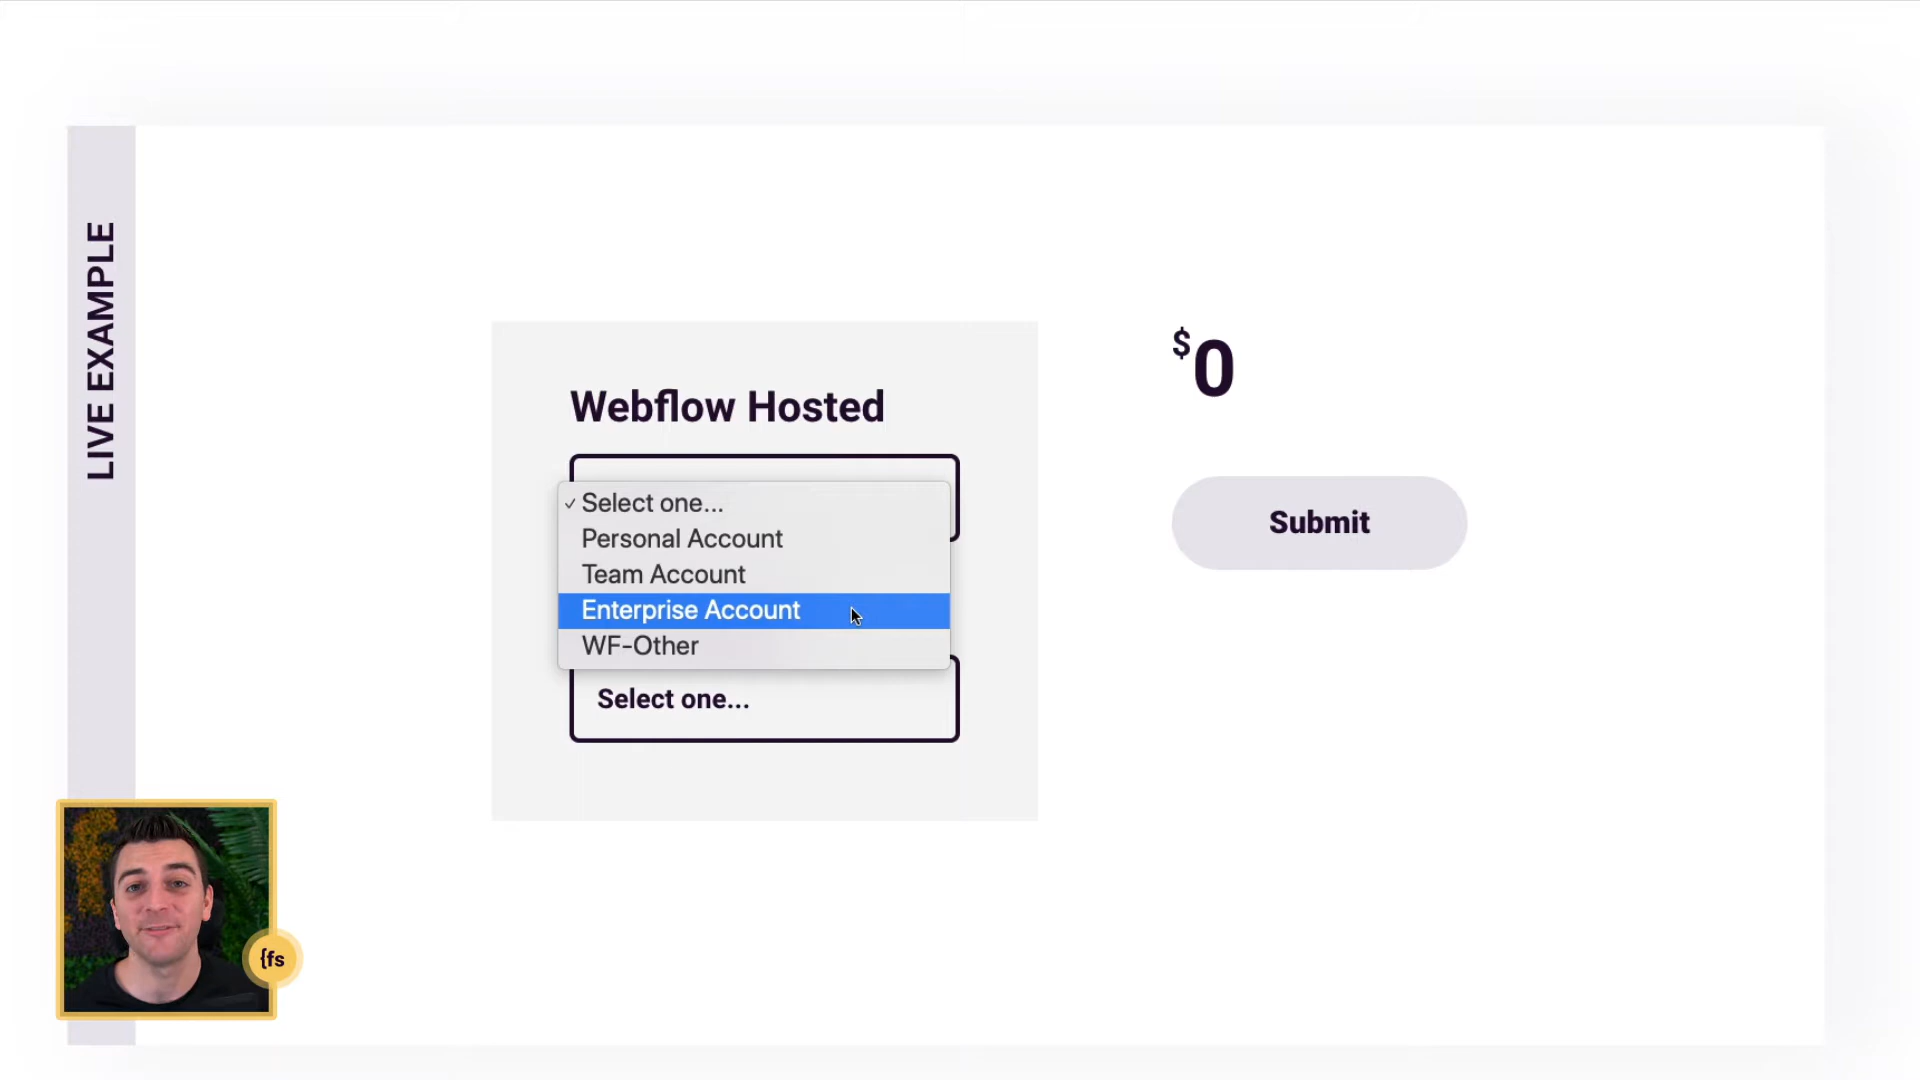 LIVE EXAMPLE
Webflow Hosted
✓ Select one...
Personal Account
Team Account
Enterprise Account
WF-Other
Select one...
$0
Submit
{fs